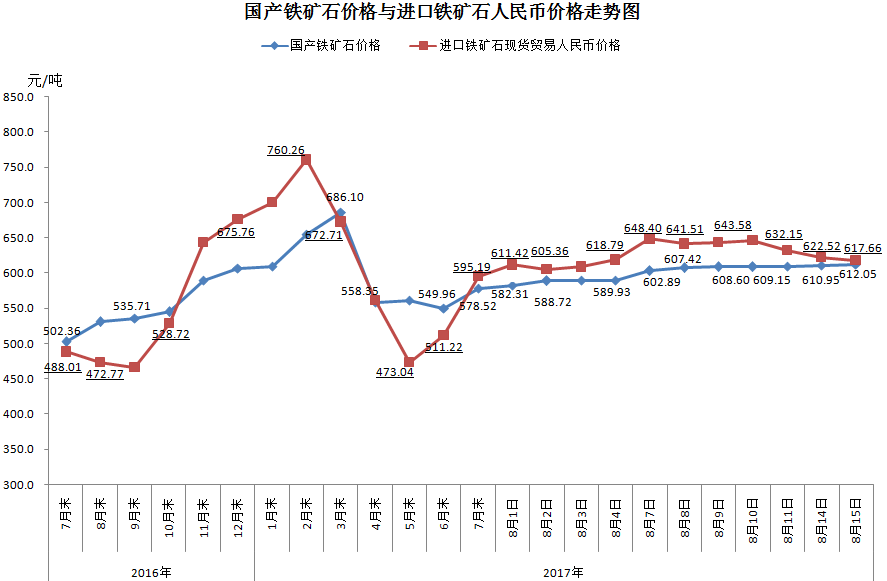 国产铁矿石价格与进口铁矿石人民币价格走势图
国产铁矿石价格 进口铁矿石现货贸易人民币价格
元/吨
850.0
800.0
750.0
700.0
650.0
600.0
550.0
500.0
450.0
400.0
350.0
300.0
502.36
535.71
686.10
558.35
549.96
578.52
582.31
588.72
589.93
602.89
607.42
608.60
609.15
610.95
612.05
488.01
472.77
528.72
675.76
760.26
672.71
473.04
511.22
595.19
611.42
605.36
618.79
648.40
641.51
643.58
632.15
622.52
617.66
7月末
8月末
9月末
10月末
11月末
12月末
1月末
2月末
3月末
4月末
5月末
6月末
7月末
8月1日
8月2日
8月3日
8月4日
8月7日
8月8日
8月9日
8月10日
8月11日
8月14日
8月15日
2016年
2017年